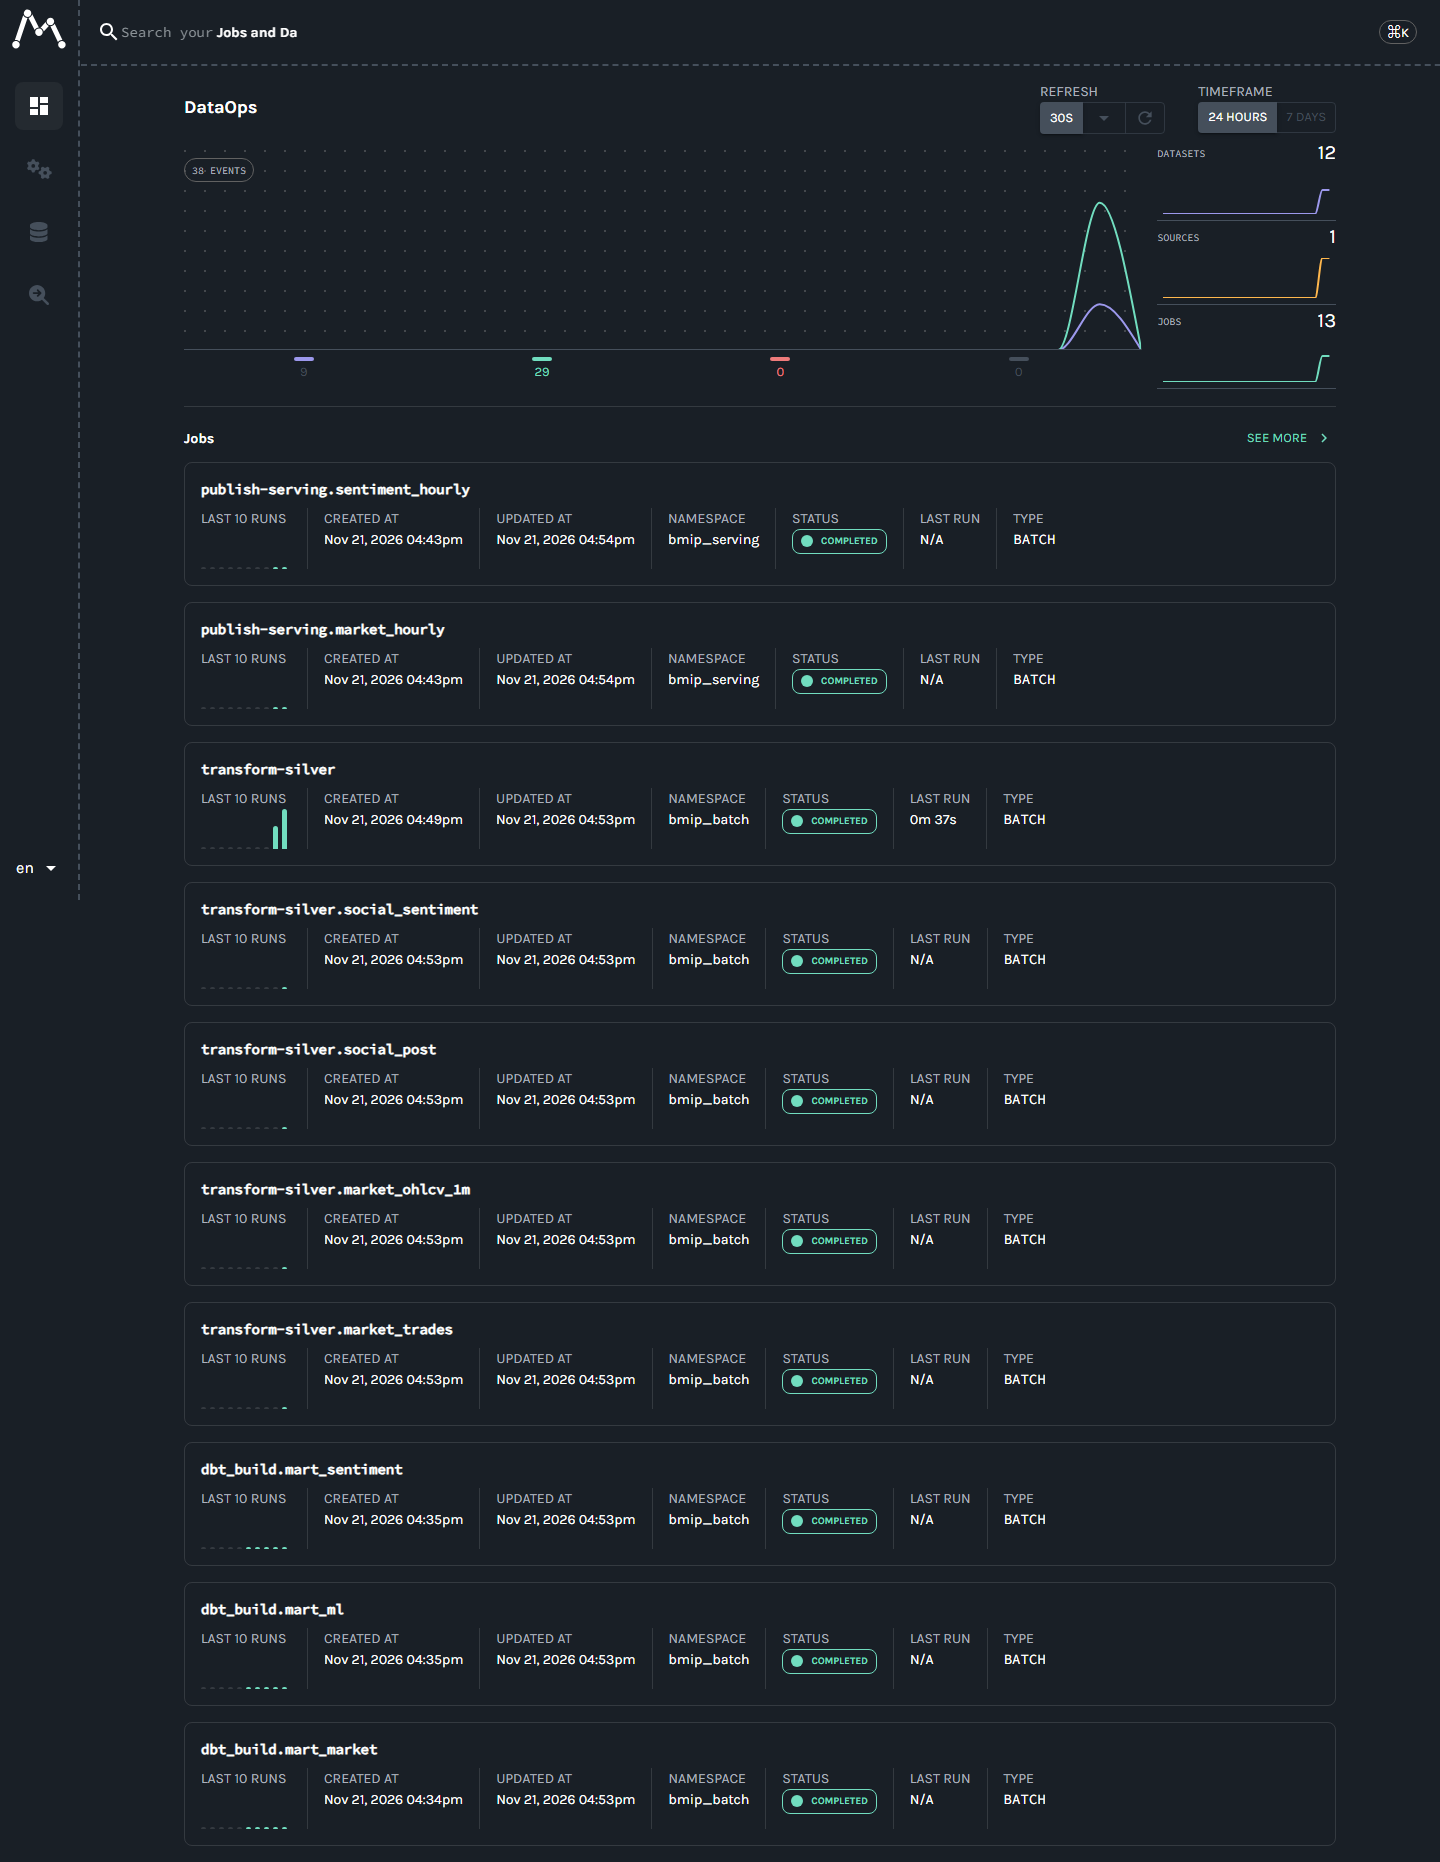 Search your Jobs and Da
⌘K
DataOps
REFRESH
30S
TIMEFRAME
24 HOURS 7 DAYS
38 EVENTS
9
29
0
0
DATASETS 12
SOURCES 1
JOBS 13
Jobs
SEE MORE
publish-serving.sentiment_hourly
LAST 10 RUNS CREATED AT UPDATED AT NAMESPACE STATUS LAST RUN TYPE
Nov 21, 2026 04:43pm Nov 21, 2026 04:54pm bmip_serving COMPLETED N/A BATCH
publish-serving.market_hourly
LAST 10 RUNS CREATED AT UPDATED AT NAMESPACE STATUS LAST RUN TYPE
Nov 21, 2026 04:43pm Nov 21, 2026 04:54pm bmip_serving COMPLETED N/A BATCH
transform-silver
LAST 10 RUNS CREATED AT UPDATED AT NAMESPACE STATUS LAST RUN TYPE
Nov 21, 2026 04:49pm Nov 21, 2026 04:53pm bmip_batch COMPLETED 0m 37s BATCH
en
transform-silver.social_sentiment
LAST 10 RUNS CREATED AT UPDATED AT NAMESPACE STATUS LAST RUN TYPE
Nov 21, 2026 04:53pm Nov 21, 2026 04:53pm bmip_batch COMPLETED N/A BATCH
transform-silver.social_post
LAST 10 RUNS CREATED AT UPDATED AT NAMESPACE STATUS LAST RUN TYPE
Nov 21, 2026 04:53pm Nov 21, 2026 04:53pm bmip_batch COMPLETED N/A BATCH
transform-silver.market_ohlcv_1m
LAST 10 RUNS CREATED AT UPDATED AT NAMESPACE STATUS LAST RUN TYPE
Nov 21, 2026 04:53pm Nov 21, 2026 04:53pm bmip_batch COMPLETED N/A BATCH
transform-silver.market_trades
LAST 10 RUNS CREATED AT UPDATED AT NAMESPACE STATUS LAST RUN TYPE
Nov 21, 2026 04:53pm Nov 21, 2026 04:53pm bmip_batch COMPLETED N/A BATCH
dbt_build.mart_sentiment
LAST 10 RUNS CREATED AT UPDATED AT NAMESPACE STATUS LAST RUN TYPE
Nov 21, 2026 04:35pm Nov 21, 2026 04:53pm bmip_batch COMPLETED N/A BATCH
dbt_build.mart_ml
LAST 10 RUNS CREATED AT UPDATED AT NAMESPACE STATUS LAST RUN TYPE
Nov 21, 2026 04:35pm Nov 21, 2026 04:53pm bmip_batch COMPLETED N/A BATCH
dbt_build.mart_market
LAST 10 RUNS CREATED AT UPDATED AT NAMESPACE STATUS LAST RUN TYPE
Nov 21, 2026 04:34pm Nov 21, 2026 04:53pm bmip_batch COMPLETED N/A BATCH